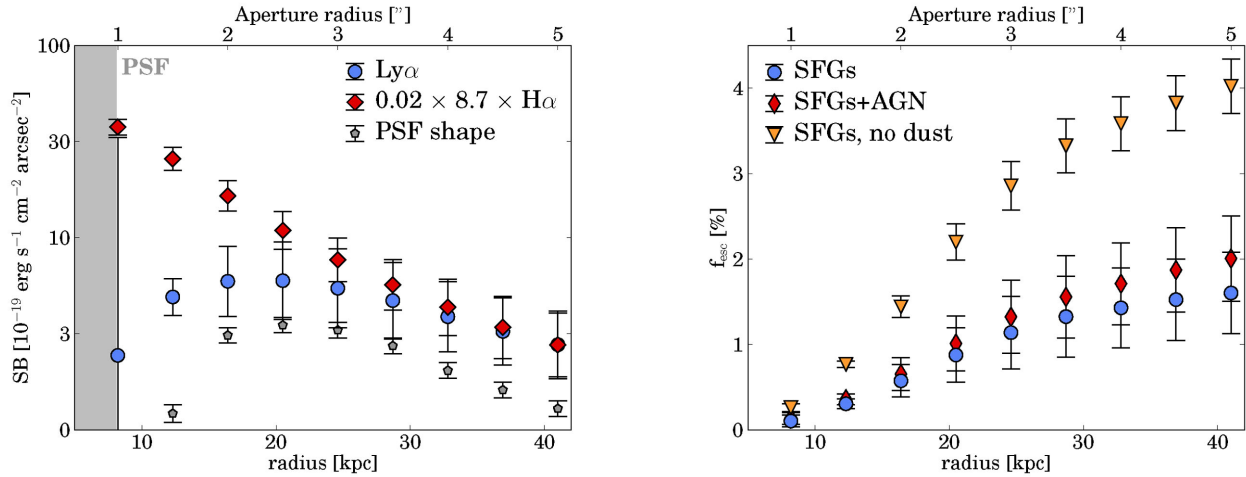 Aperture radius ["]
1 2 3 4 5
100
30
10
3
0
SB [10⁻¹⁹ erg s⁻¹ cm⁻² arcsec⁻²]
PSF
Lyα
0.02 × 8.7 × Hα
PSF shape
10 20 30 40
radius [kpc]
Aperture radius ["]
1 2 3 4 5
4
3
2
1
0
f_esc [%]
SFGs
SFGs+AGN
SFGs, no dust
10 20 30 40
radius [kpc]